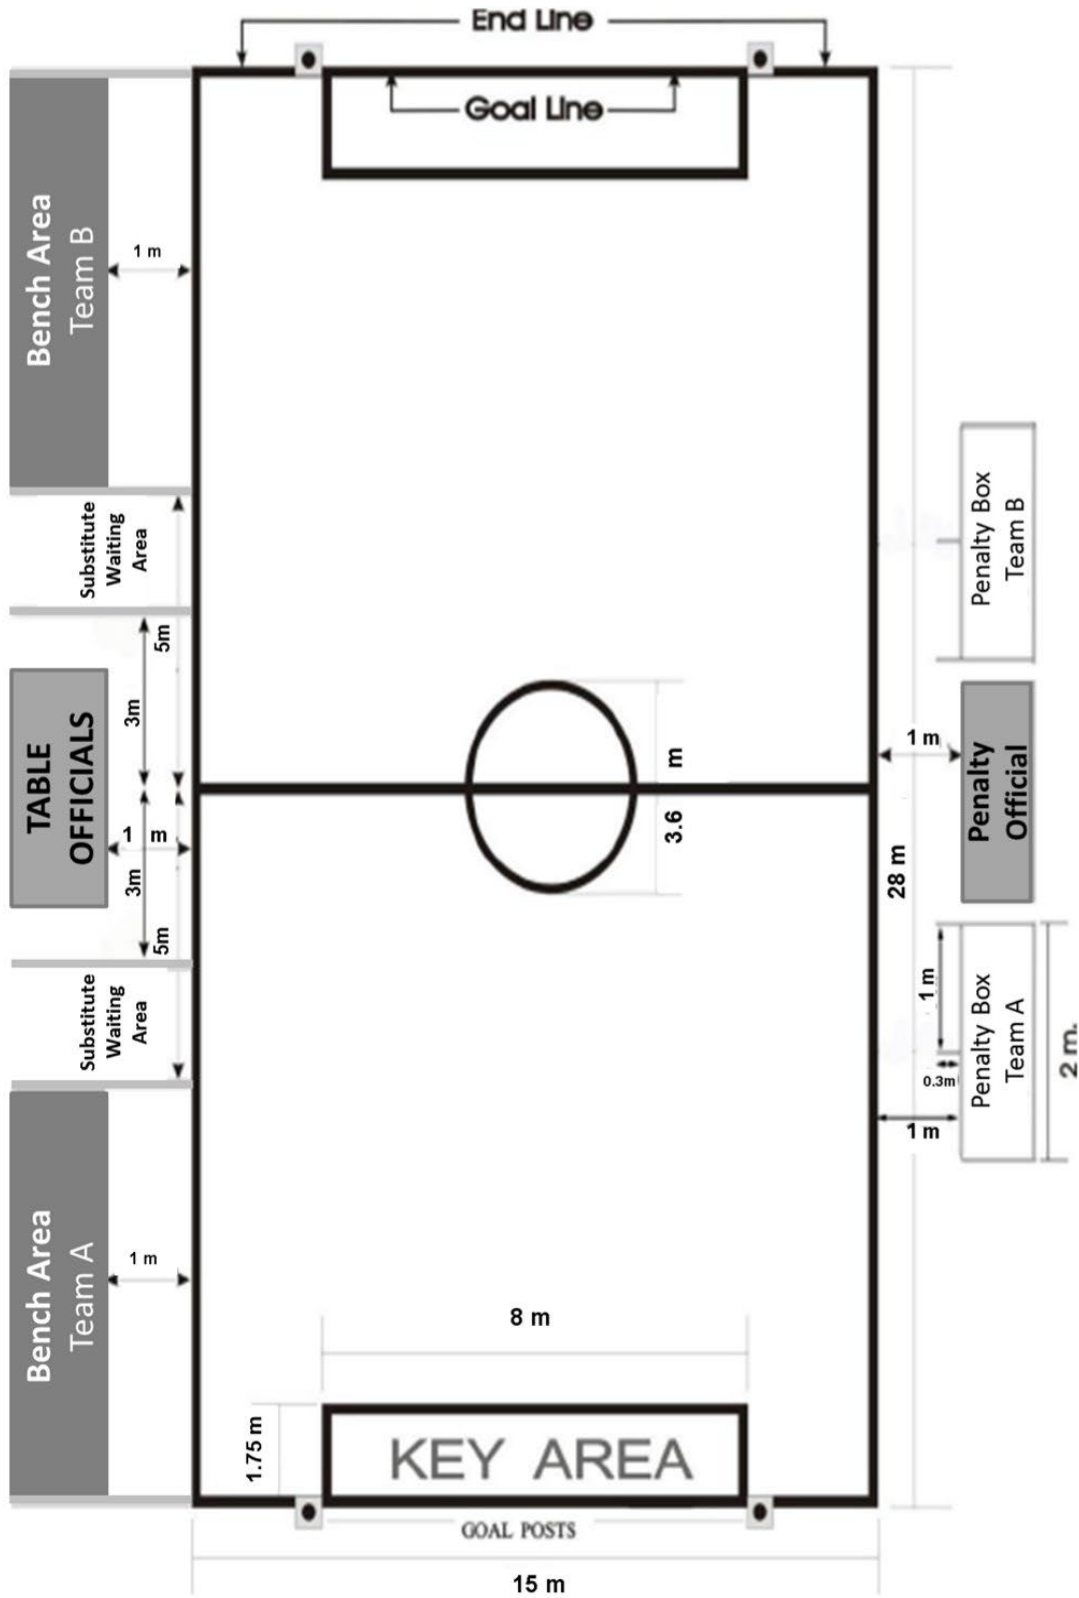 End Line
Goal Line
Bench Area
Team B
1 m
Substitute
Waiting
Area
5m
3m
TABLE
OFFICIALS
1 m
3m
5m
Substitute
Waiting
Area
Bench Area
Team A
1 m
m
3.6
Penalty Box
Team B
1 m
Penalty
Official
28 m
1 m
Penalty Box
Team A
2 m.
0.3m
1 m
8 m
1.75 m
KEY AREA
GOAL POSTS
15 m